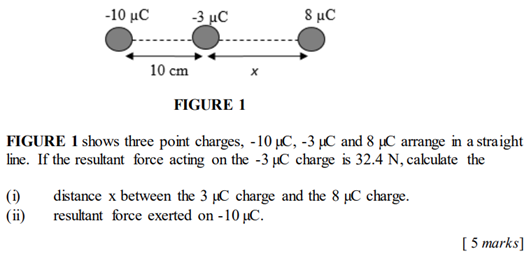 -10 µC -3 µC 8 µC
10 cm x
FIGURE 1
FIGURE 1 shows three point charges, -10 µC, -3 µC and 8 µC arrange in a straight
line. If the resultant force acting on the -3 µC charge is 32.4 N, calculate the
(i) distance x between the 3 µC charge and the 8 µC charge.
(ii) resultant force exerted on -10 µC.
[ 5 marks]